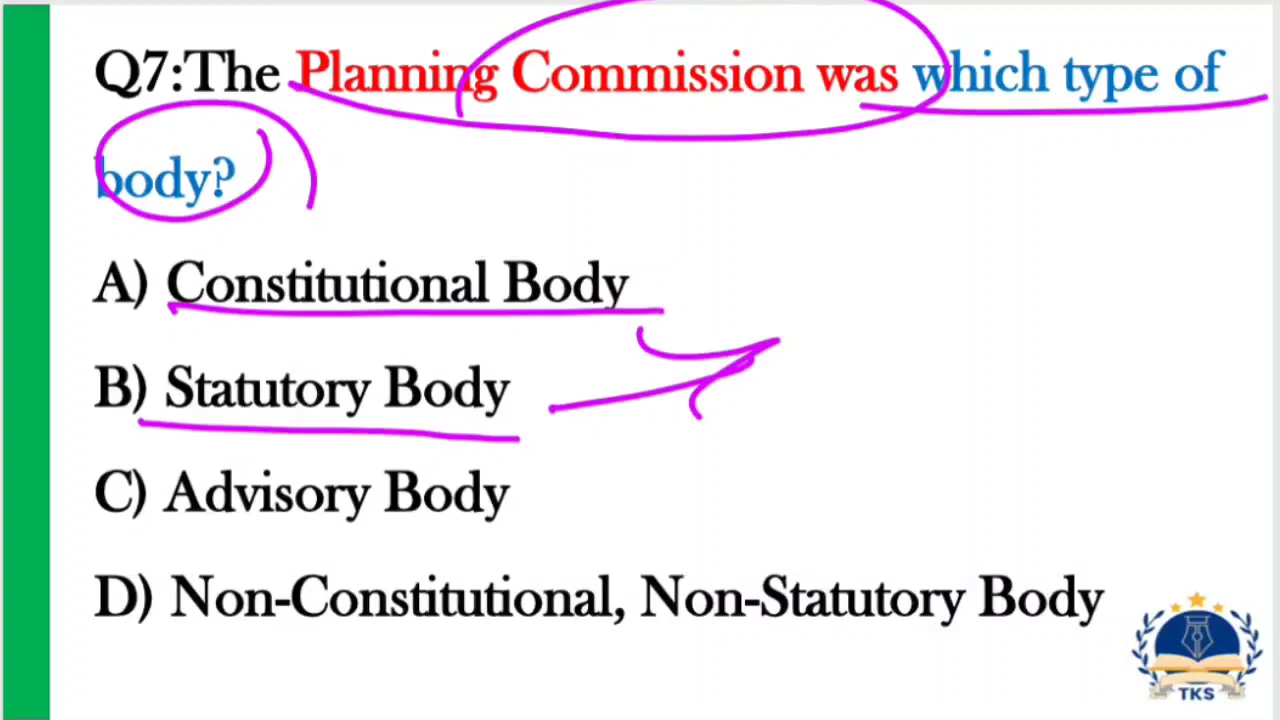 Q7:The Planning Commission was which type of
body?
A) Constitutional Body
B) Statutory Body
C) Advisory Body
D) Non-Constitutional, Non-Statutory Body
TKS